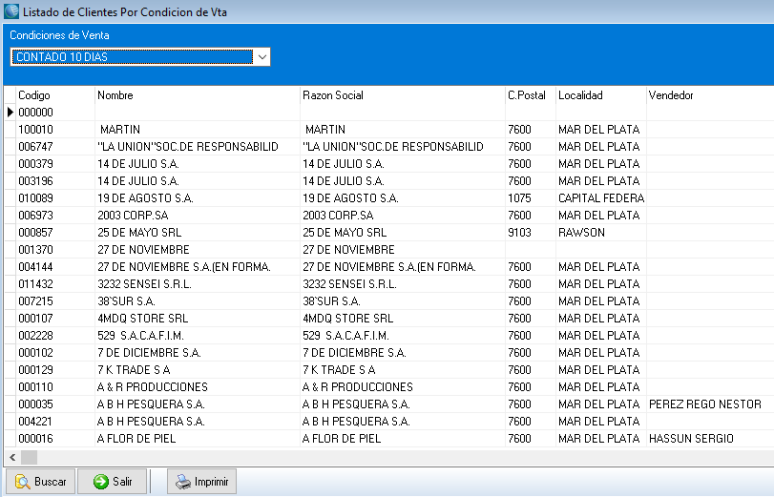 Listado de Clientes Por Condicion de Vta
Condiciones de Venta
CONTADO 10 DIAS
Codigo Nombre Razon Social C.Postal Localidad Vendedor
000000
100010 MARTIN MARTIN 7600 MAR DEL PLATA
006747 "LA UNION"SOC.DE RESPONSABILID "LA UNION"SOC.DE RESPONSABILID 7600 MAR DEL PLATA
000379 14 DE JULIO S.A. 14 DE JULIO S.A. 7600 MAR DEL PLATA
003196 14 DE JULIO S.A. 14 DE JULIO S.A. 7600 MAR DEL PLATA
010089 19 DE AGOSTO S.A. 19 DE AGOSTO S.A. 1075 CAPITAL FEDERA
006973 2003 CORP.SA 2003 CORP.SA 7600 MAR DEL PLATA
000857 25 DE MAYO SRL 25 DE MAYO SRL 9103 RAWSON
001370 27 DE NOVIEMBRE 27 DE NOVIEMBRE
004144 27 DE NOVIEMBRE S.A.(EN FORMA. 27 DE NOVIEMBRE S.A.(EN FORMA. 7600 MAR DEL PLATA
011432 3232 SENSEI S.R.L. 3232 SENSEI S.R.L. 7600 MAR DEL PLATA
007215 38'SUR S.A. 38'SUR S.A. 7600 MAR DEL PLATA
000107 4MDQ STORE SRL 4MDQ STORE SRL 7600 MAR DEL PLATA
002228 529 S.A.C.A.F.I.M. 529 S.A.C.A.F.I.M. 7600 MAR DEL PLATA
000102 7 DE DICIEMBRE S.A. 7 DE DICIEMBRE S.A. 7600 MAR DEL PLATA
000129 7 K TRADE S A 7 K TRADE S A 7600 MAR DEL PLATA
000110 A & R PRODUCCIONES A & R PRODUCCIONES 7600 MAR DEL PLATA
000035 A B H PESQUERA S.A. A B H PESQUERA S.A. 7600 MAR DEL PLATA PEREZ REGO NESTOR
004221 A B H PESQUERA S.A. A B H PESQUERA S.A. 7600 MAR DEL PLATA
000016 A FLOR DE PIEL A FLOR DE PIEL 7600 MAR DEL PLATA HASSUN SERGIO
Buscar Salir Imprimir